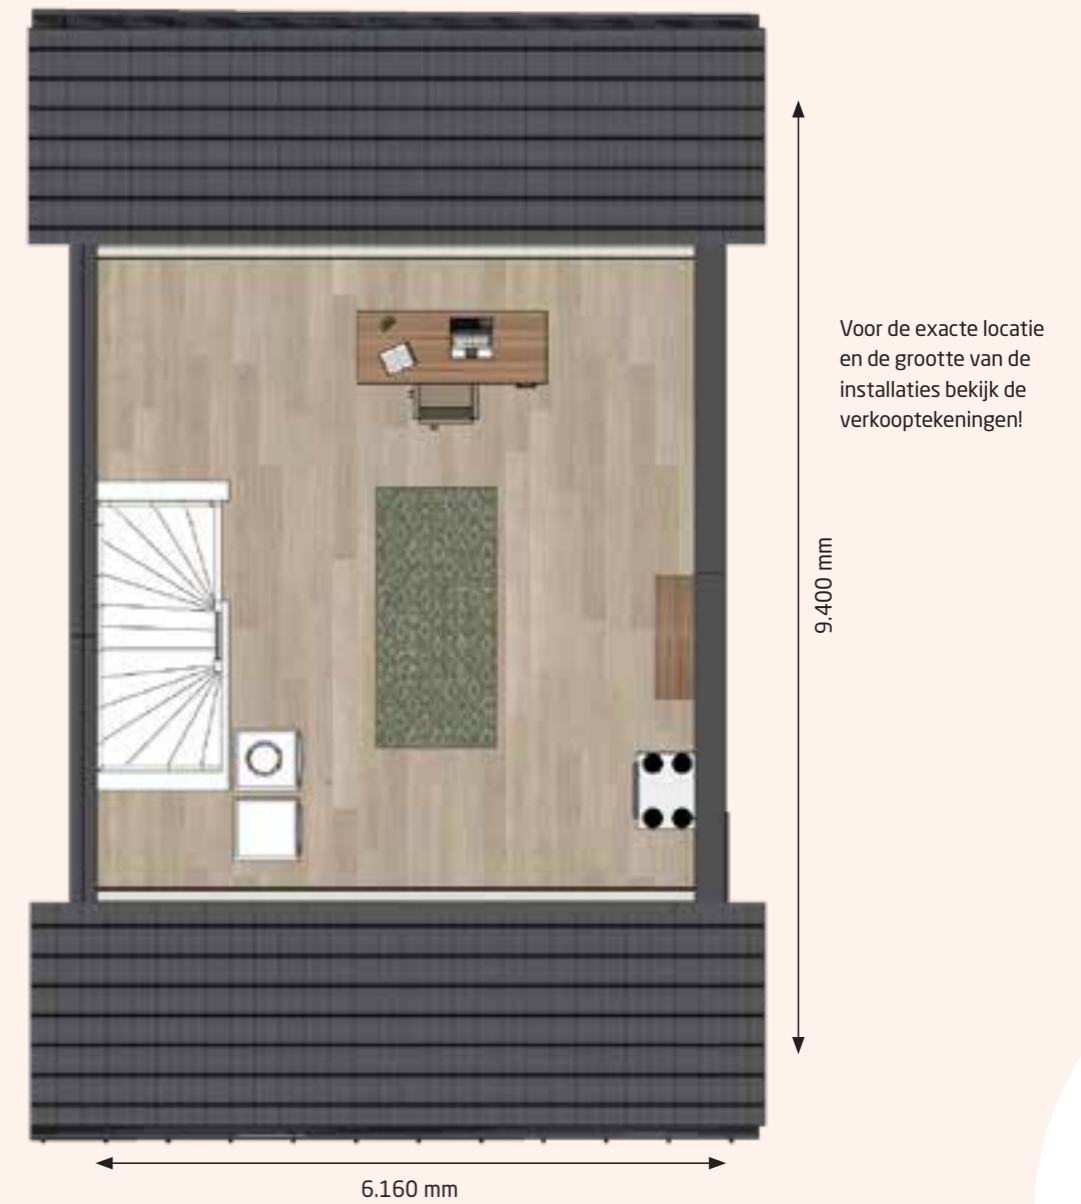 Voor de exacte locatie
en de grootte van de
installaties bekijk de
verkooptekeningen!
9.400 mm
6.160 mm